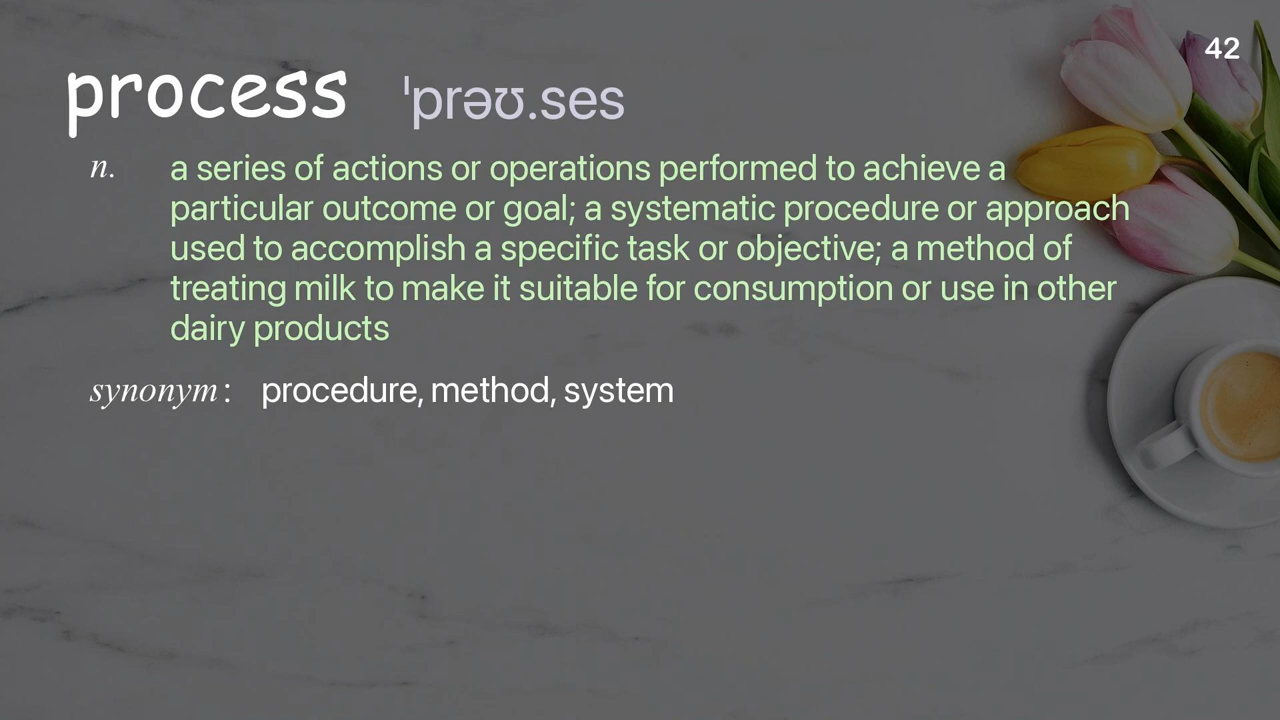 42
process ˈprəʊ.ses
n. a series of actions or operations performed to achieve a
particular outcome or goal; a systematic procedure or approach
used to accomplish a specific task or objective; a method of
treating milk to make it suitable for consumption or use in other
dairy products
synonym: procedure, method, system